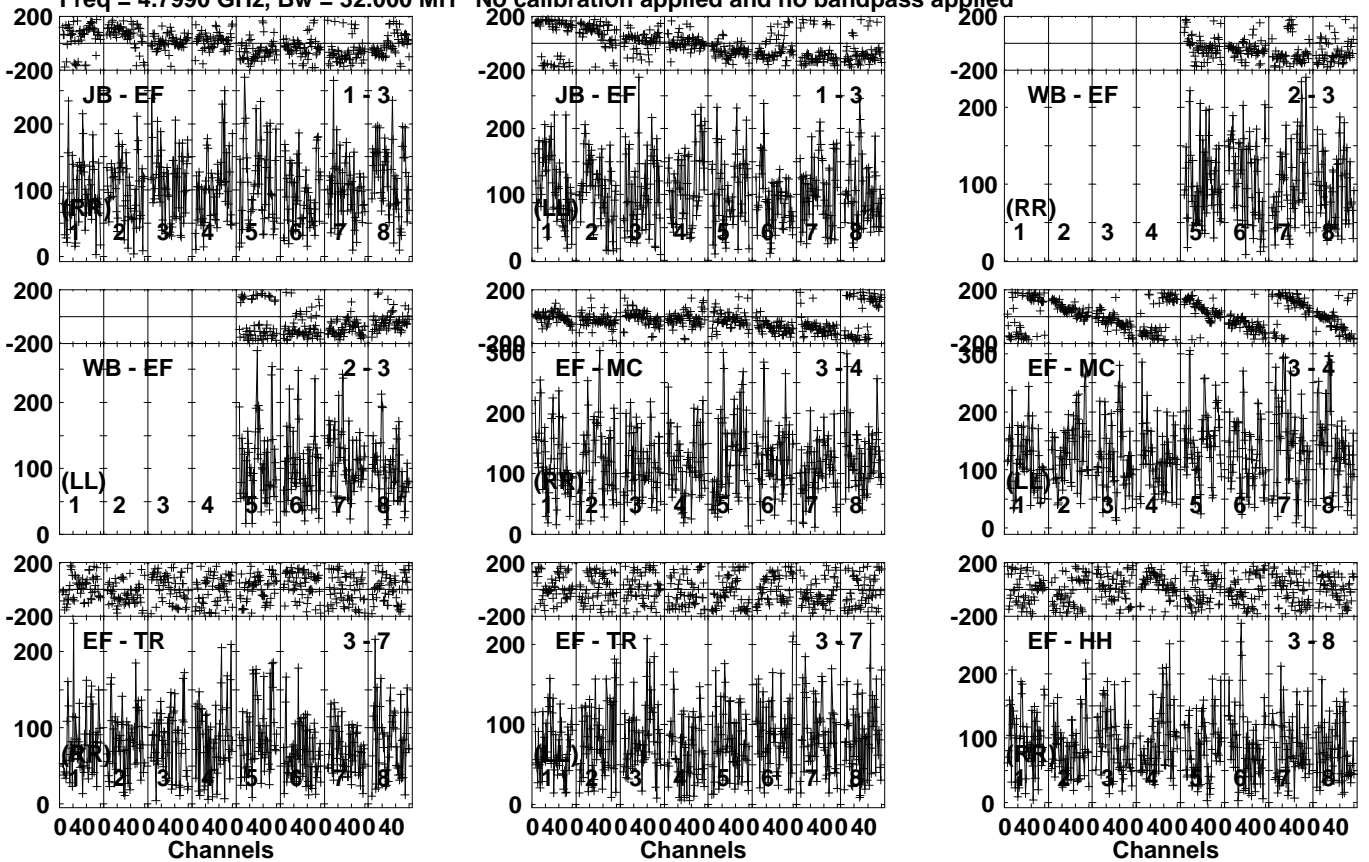 Freq = 4.7990 GHz, Bw = 32.000 MH No calibration applied and no bandpass applied
200 200 200
-200 -200 -200
JB - EF 1 - 3 JB - EF 1 - 3 WB - EF 2 - 3
200 200 200
100 100 100
(RR) (LL) (RR)
1 2 3 4 5 6 7 8 1 2 3 4 5 6 7 8 1 2 3 4 5 6 7 8
0 0 0
200 200 200
-200 -200 -200
300 300
WB - EF 2 - 3 EF - MC 3 - 4 EF - MC 3 - 4
200 200 200
100 100 100
(LL) (RR) (LL)
1 2 3 4 5 6 7 8 1 2 3 4 5 6 7 8 1 2 3 4 5 6 7 8
0 0 0
200 200 200
-200 -200 -200
EF - TR 3 - 7 EF - TR 3 - 7 EF - HH 3 - 8
200 200 200
100 100 100
(RR) (LL) (RR)
1 2 3 4 5 6 7 8 1 2 3 4 5 6 7 8 1 2 3 4 5 6 7 8
0 0 0
0 40 0 40 0 40 0 40 0 40 0 40 0 40 0 40 0 40 0 40 0 40 0 40 0 40 0 40 0 40 0 40 0 40 0 40 0 40 0 40 0 40 0 40 0 40 0 40
Channels Channels Channels